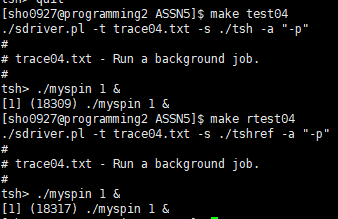 tsh> quit
[sho0927@programming2 ASSN5]$ make test04
./sdriver.pl -t trace04.txt -s ./tsh -a "-p"
#
# trace04.txt - Run a background job.
#
tsh> ./myspin 1 &
[1] (18309) ./myspin 1 &
[sho0927@programming2 ASSN5]$ make rtest04
./sdriver.pl -t trace04.txt -s ./tshref -a "-p"
#
# trace04.txt - Run a background job.
#
tsh> ./myspin 1 &
[1] (18317) ./myspin 1 &